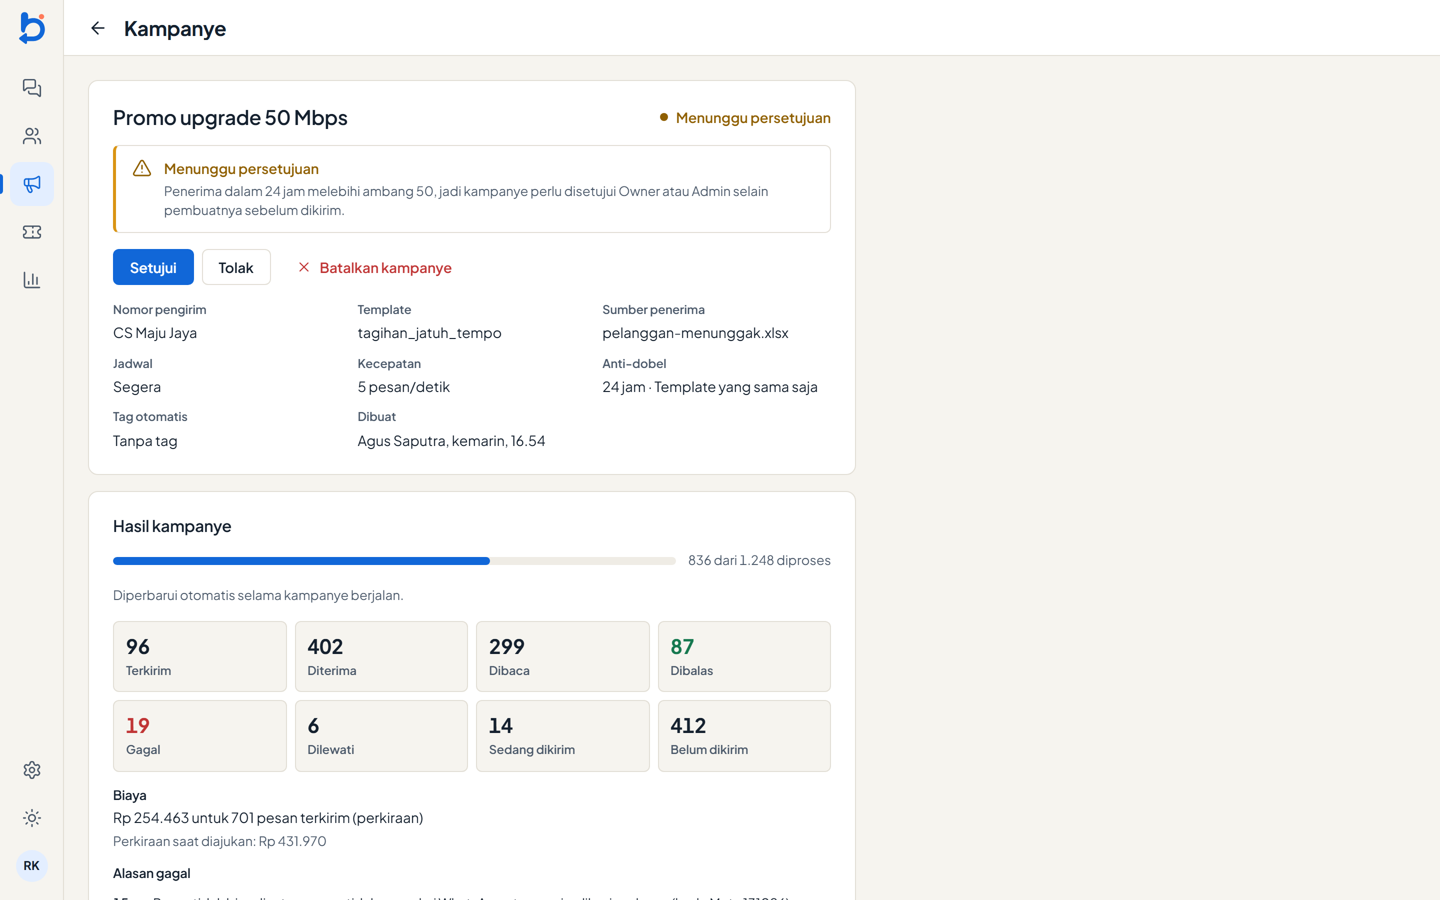 Kampanye
Promo upgrade 50 Mbps
Menunggu persetujuan
Menunggu persetujuan
Penerima dalam 24 jam melebihi ambang 50, jadi kampanye perlu disetujui Owner atau Admin selain
pembuatnya sebelum dikirim.
Setujui
Tolak
Batalkan kampanye
Nomor pengirim
Template
Sumber penerima
CS Maju Jaya
tagihan_jatuh_tempo
pelanggan-menunggak.xlsx
Jadwal
Kecepatan
Anti-dobel
Segera
5 pesan/detik
24 jam · Template yang sama saja
Tag otomatis
Dibuat
Tanpa tag
Agus Saputra, kemarin, 16.54
Hasil kampanye
836 dari 1.248 diproses
Diperbarui otomatis selama kampanye berjalan.
96
402
299
87
Terkirim
Diterima
Dibaca
Dibalas
19
6
14
412
Gagal
Dilewati
Sedang dikirim
Belum dikirim
Biaya
Rp 254.463 untuk 701 pesan terkirim (perkiraan)
Perkiraan saat diajukan: Rp 431.970
Alasan gagal
RK